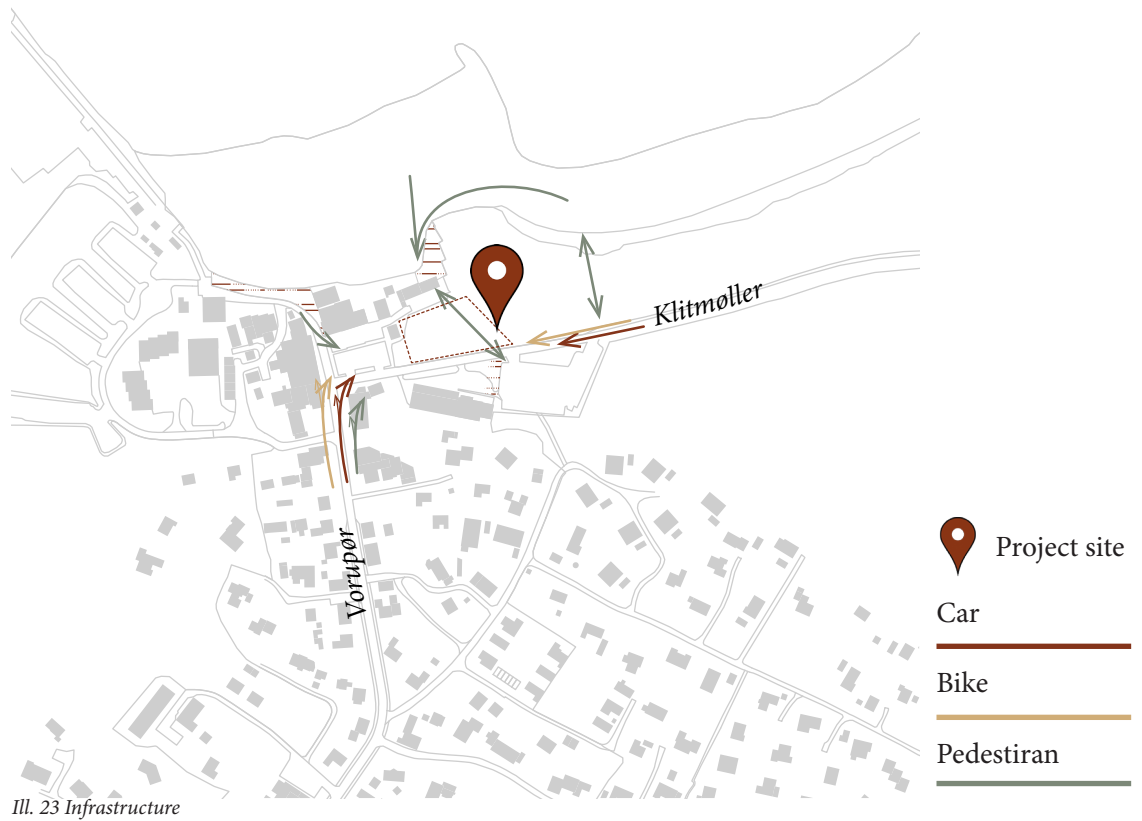 Klitmøller
Vorupør
Project site
Car
Bike
Pedestiran
Ill. 23 Infrastructure